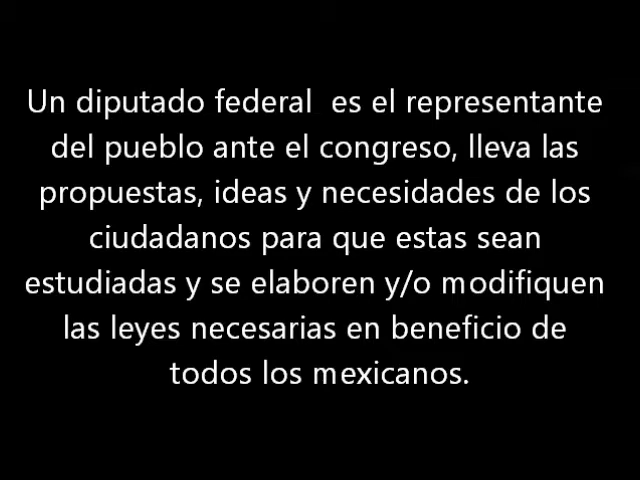 Un diputado federal  es el representante
del pueblo ante el congreso, lleva las
propuestas, ideas y necesidades de los
ciudadanos para que estas sean
estudiadas y se elaboren y/o modifiquen
las leyes necesarias en beneficio de
todos los mexicanos.